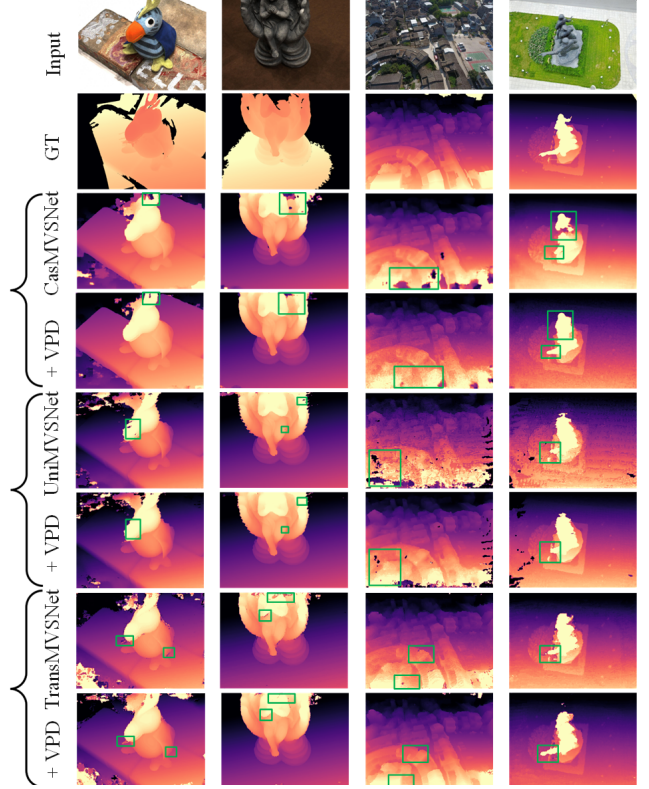 Input
GT
CasMVSNet
+ VPD
UniMVSNet
+ VPD
TransMVSNet
+ VPD